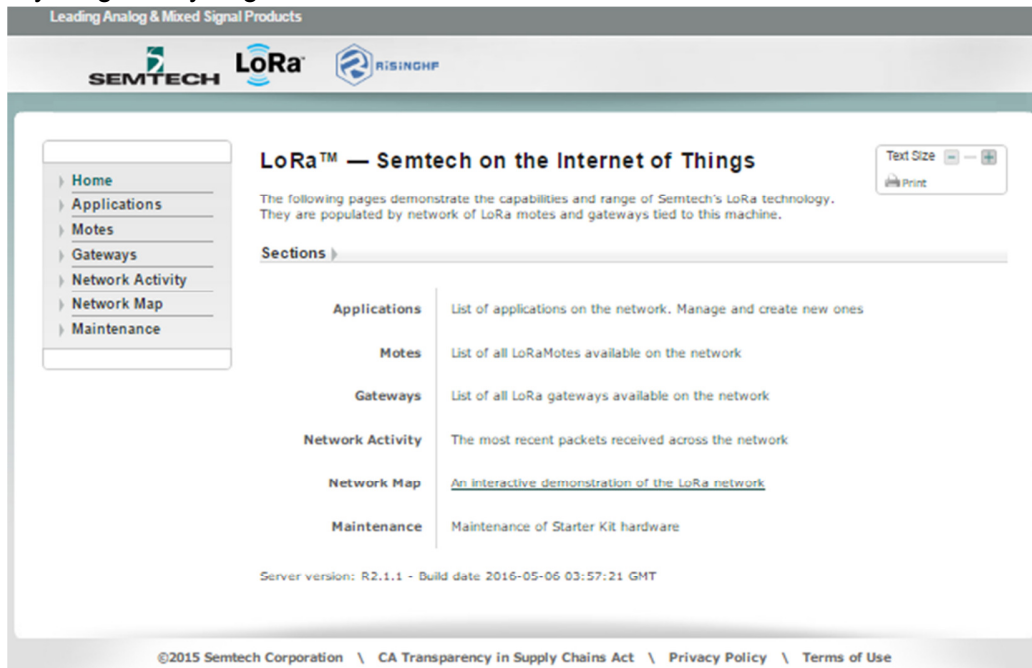 Leading Analog & Mixed Signal Products
SEMTECH LoRa™ RiSiNGHF
Home
Applications
Motes
Gateways
Network Activity
Network Map
Maintenance
LoRa™ — Semtech on the Internet of Things
Text Size
Print
The following pages demonstrate the capabilities and range of Semtech's LoRa technology.
They are populated by network of LoRa motes and gateways tied to this machine.
Sections
Applications List of applications on the network. Manage and create new ones
Motes List of all LoRaMotes available on the network
Gateways List of all LoRa gateways available on the network
Network Activity The most recent packets received across the network
Network Map An interactive demonstration of the LoRa network
Maintenance Maintenance of Starter Kit hardware
Server version: R2.1.1 - Build date 2016-05-06 03:57:21 GMT
©2015 Semtech Corporation \ CA Transparency in Supply Chains Act \ Privacy Policy \ Terms of Use